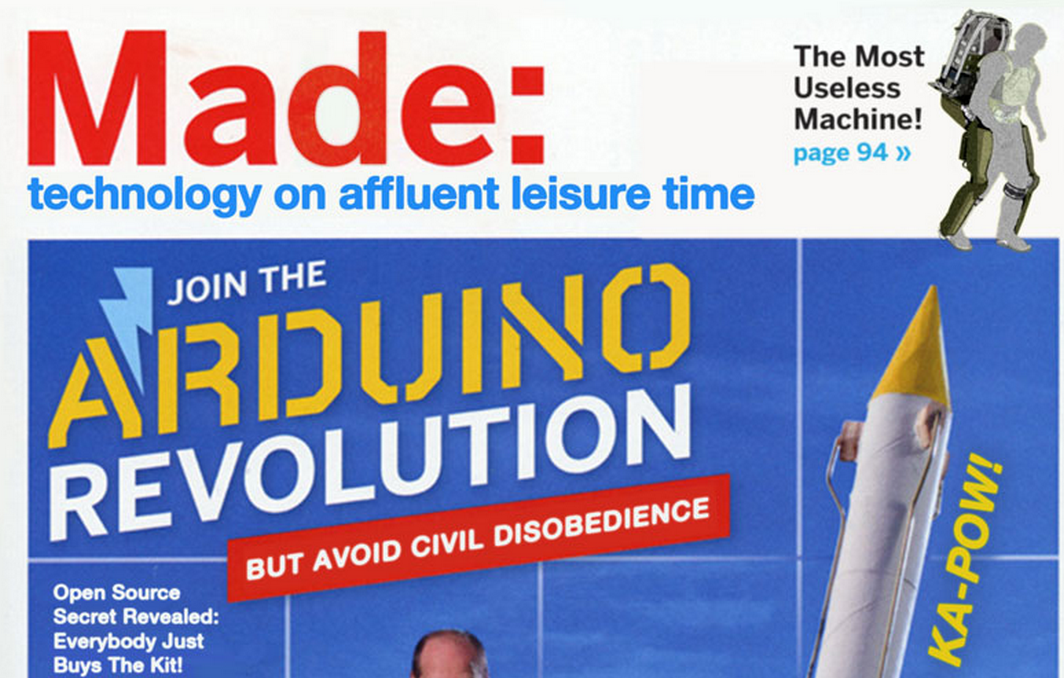 Made:
technology on affluent leisure time
The Most
Useless
Machine!
page 94 »
JOIN THE
ARDUINO
REVOLUTION
BUT AVOID CIVIL DISOBEDIENCE
Open Source
Secret Revealed:
Everybody Just
Buys The Kit!
KA-POW!